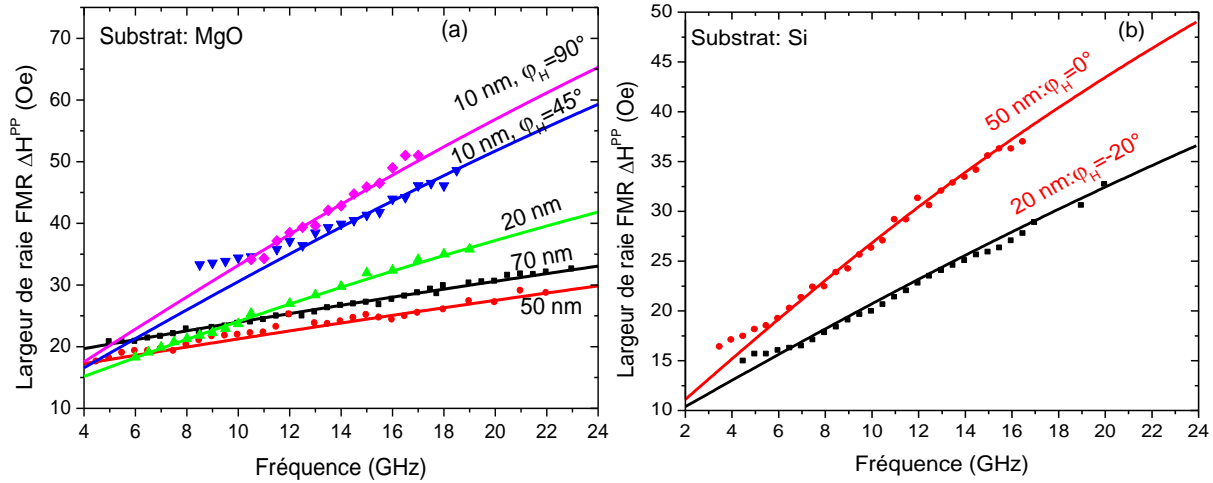 Substrat: MgO
(a)
10 nm, φH=90°
10 nm, φH=45°
20 nm
70 nm
50 nm
Largeur de raie FMR ΔH^PP (Oe)
70
60
50
40
30
20
10
4 6 8 10 12 14 16 18 20 22 24
Fréquence (GHz)
Substrat: Si
(b)
50 nm:φH=0°
20 nm:φH=-20°
Largeur de raie FMR ΔH^PP (Oe)
50
45
40
35
30
25
20
15
10
2 4 6 8 10 12 14 16 18 20 22 24
Fréquence (GHz)